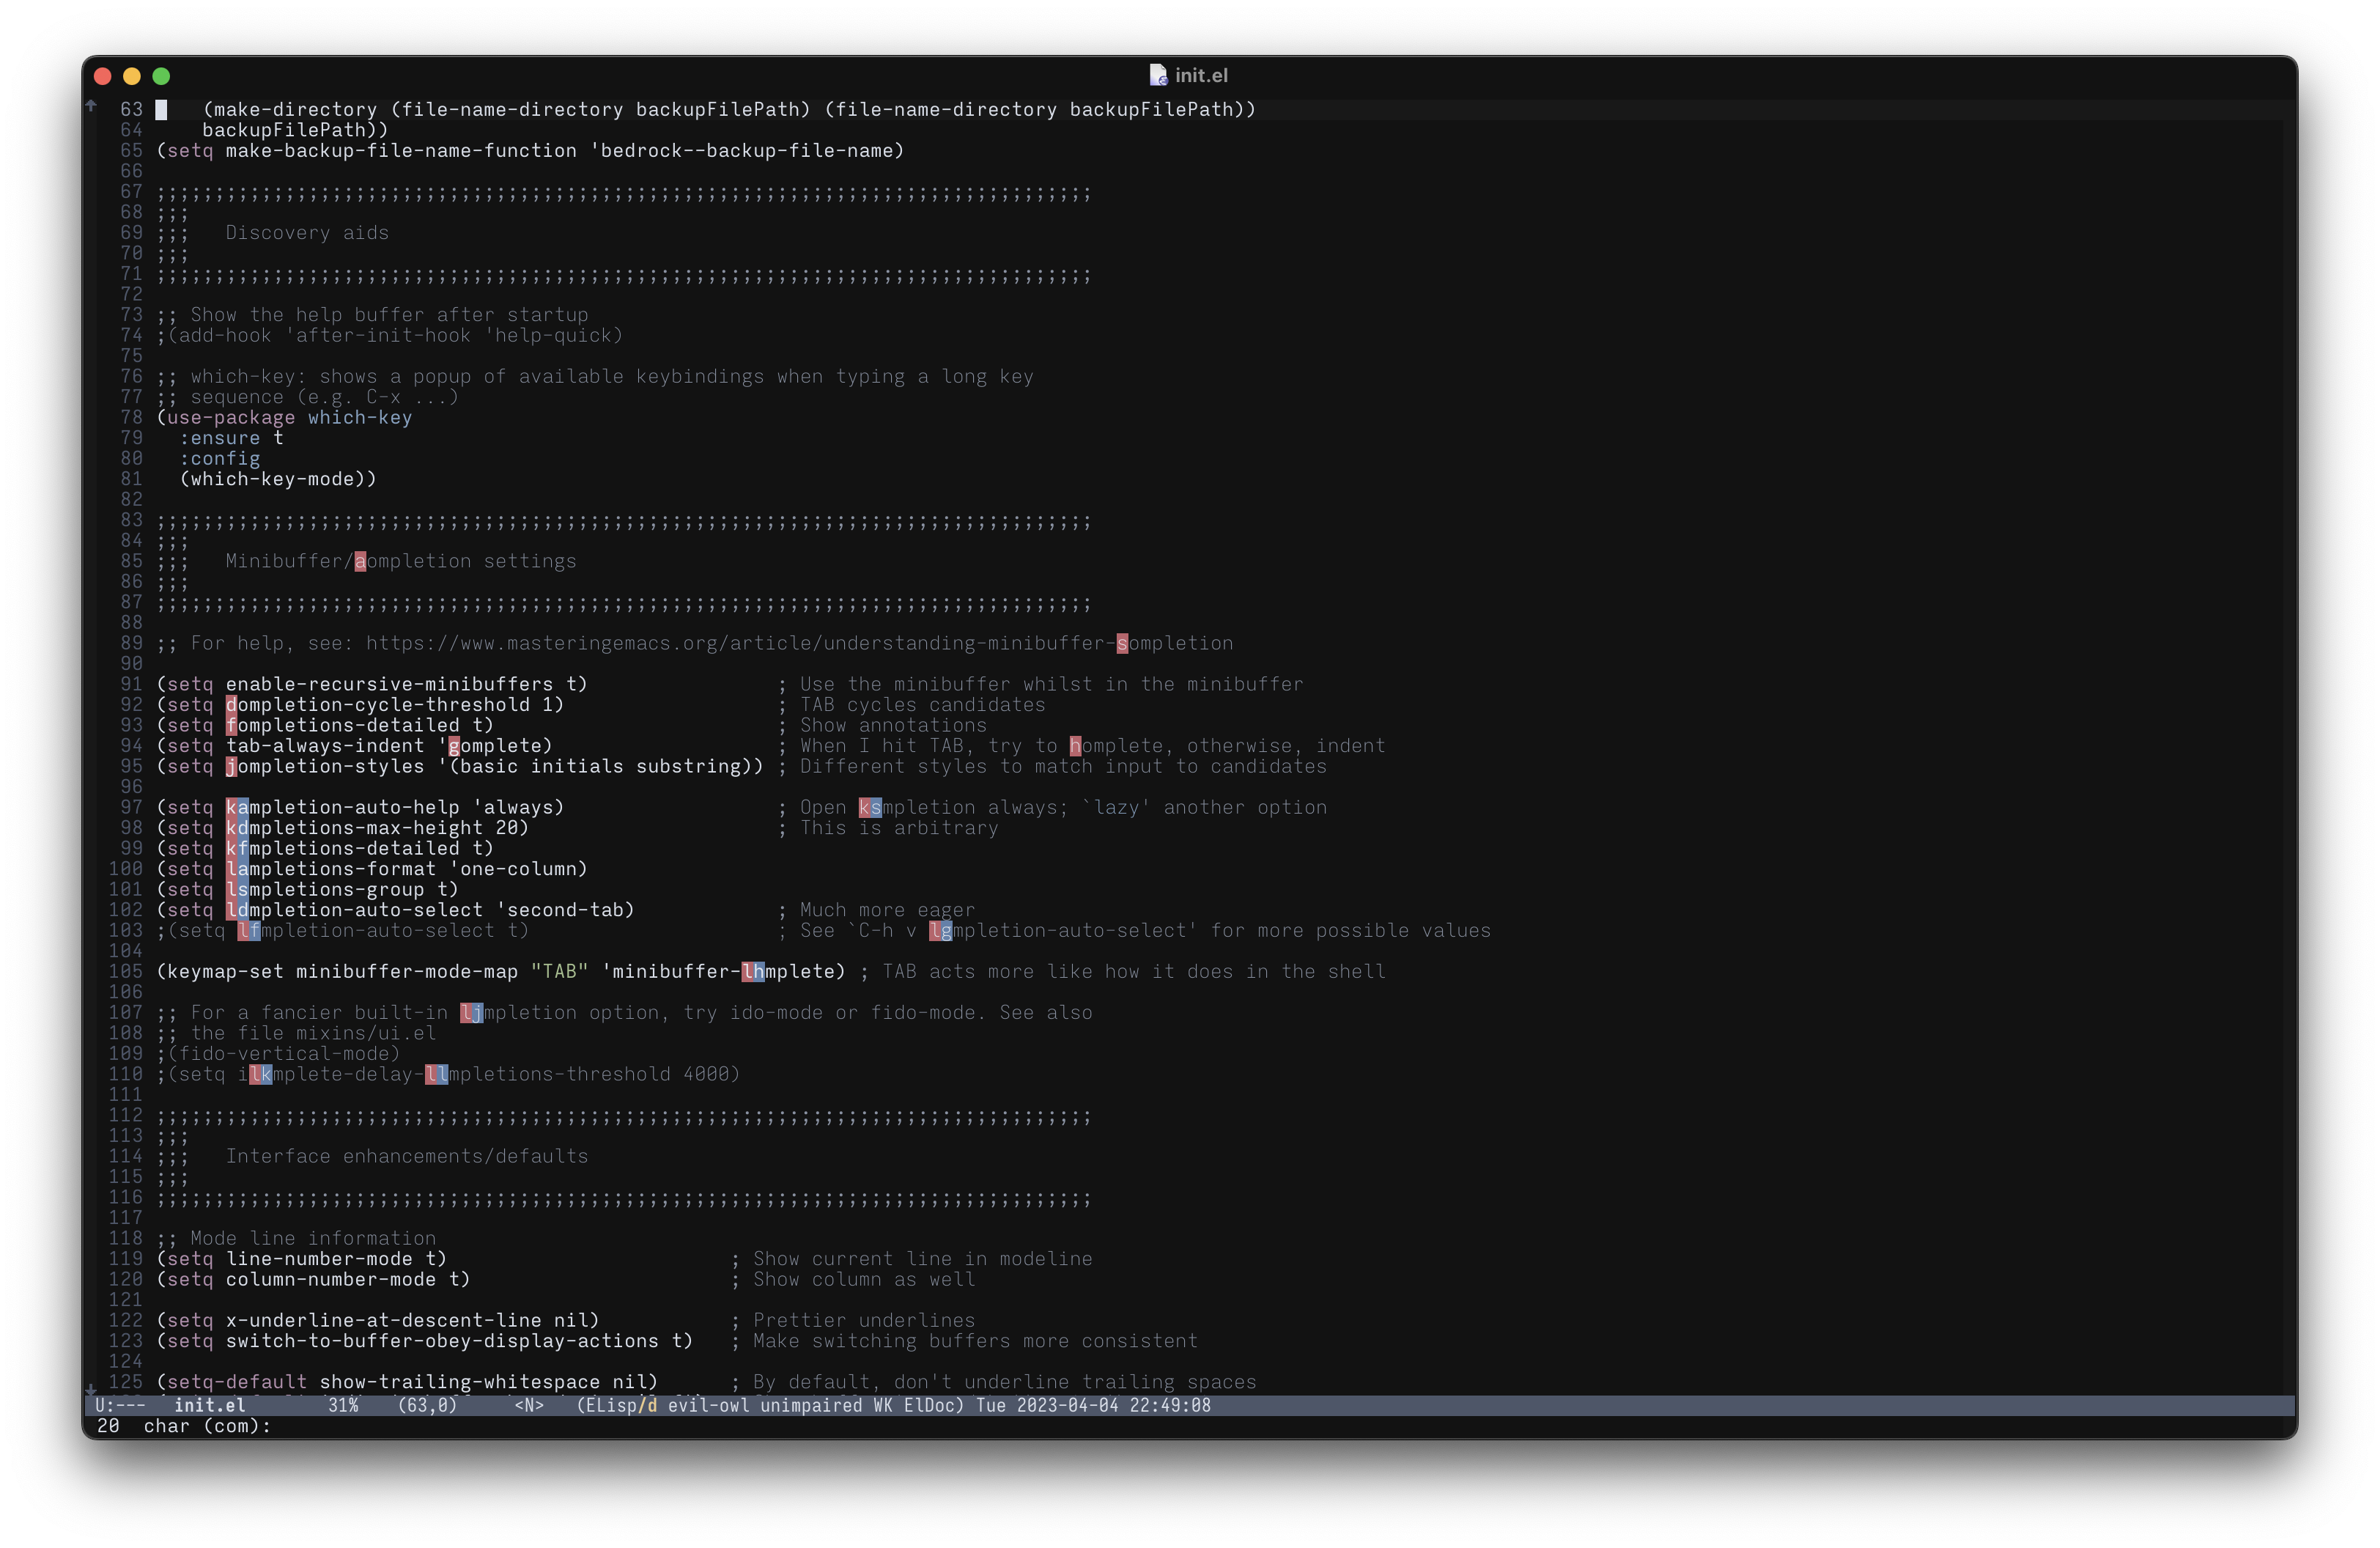 init.el
63     (make-directory (file-name-directory backupFilePath) (file-name-directory backupFilePath))
64     backupFilePath))
65 (setq make-backup-file-name-function 'bedrock--backup-file-name)
66
67 ;;;;;;;;;;;;;;;;;;;;;;;;;;;;;;;;;;;;;;;;;;;;;;;;;;;;;;;;;;;;;;;;;;;;;;;;;;;;;;;;
68 ;;;
69 ;;;   Discovery aids
70 ;;;
71 ;;;;;;;;;;;;;;;;;;;;;;;;;;;;;;;;;;;;;;;;;;;;;;;;;;;;;;;;;;;;;;;;;;;;;;;;;;;;;;;;
72
73 ;; Show the help buffer after startup
74 ;(add-hook 'after-init-hook 'help-quick)
75
76 ;; which-key: shows a popup of available keybindings when typing a long key
77 ;; sequence (e.g. C-x ...)
78 (use-package which-key
79   :ensure t
80   :config
81   (which-key-mode))
82
83 ;;;;;;;;;;;;;;;;;;;;;;;;;;;;;;;;;;;;;;;;;;;;;;;;;;;;;;;;;;;;;;;;;;;;;;;;;;;;;;;;
84 ;;;
85 ;;;   Minibuffer/aompletion settings
86 ;;;
87 ;;;;;;;;;;;;;;;;;;;;;;;;;;;;;;;;;;;;;;;;;;;;;;;;;;;;;;;;;;;;;;;;;;;;;;;;;;;;;;;;
88
89 ;; For help, see: https://www.masteringemacs.org/article/understanding-minibuffer-sompletion
90
91 (setq enable-recursive-minibuffers t)                ; Use the minibuffer whilst in the minibuffer
92 (setq dompletion-cycle-threshold 1)                  ; TAB cycles candidates
93 (setq fompletions-detailed t)                        ; Show annotations
94 (setq tab-always-indent 'gomplete)                   ; When I hit TAB, try to homplete, otherwise, indent
95 (setq jompletion-styles '(basic initials substring)) ; Different styles to match input to candidates
96
97 (setq kampletion-auto-help 'always)                  ; Open ksmpletion always; `lazy' another option
98 (setq kdmpletions-max-height 20)                     ; This is arbitrary
99 (setq kfmpletions-detailed t)
100 (setq lampletions-format 'one-column)
101 (setq lsmpletions-group t)
102 (setq ldmpletion-auto-select 'second-tab)            ; Much more eager
103 ;(setq lfmpletion-auto-select t)                     ; See `C-h v lgmpletion-auto-select' for more possible values
104
105 (keymap-set minibuffer-mode-map "TAB" 'minibuffer-lhmplete) ; TAB acts more like how it does in the shell
106
107 ;; For a fancier built-in ljmpletion option, try ido-mode or fido-mode. See also
108 ;; the file mixins/ui.el
109 ;(fido-vertical-mode)
110 ;(setq ilkmplete-delay-llmpletions-threshold 4000)
111
112 ;;;;;;;;;;;;;;;;;;;;;;;;;;;;;;;;;;;;;;;;;;;;;;;;;;;;;;;;;;;;;;;;;;;;;;;;;;;;;;;;
113 ;;;
114 ;;;   Interface enhancements/defaults
115 ;;;
116 ;;;;;;;;;;;;;;;;;;;;;;;;;;;;;;;;;;;;;;;;;;;;;;;;;;;;;;;;;;;;;;;;;;;;;;;;;;;;;;;;
117
118 ;; Mode line information
119 (setq line-number-mode t)                        ; Show current line in modeline
120 (setq column-number-mode t)                      ; Show column as well
121
122 (setq x-underline-at-descent-line nil)           ; Prettier underlines
123 (setq switch-to-buffer-obey-display-actions t)   ; Make switching buffers more consistent
124
125 (setq-default show-trailing-whitespace nil)      ; By default, don't underline trailing spaces
U:---  init.el       31%   (63,0)     <N>   (ELisp/d evil-owl unimpaired WK ElDoc) Tue 2023-04-04 22:49:08
20  char (com):